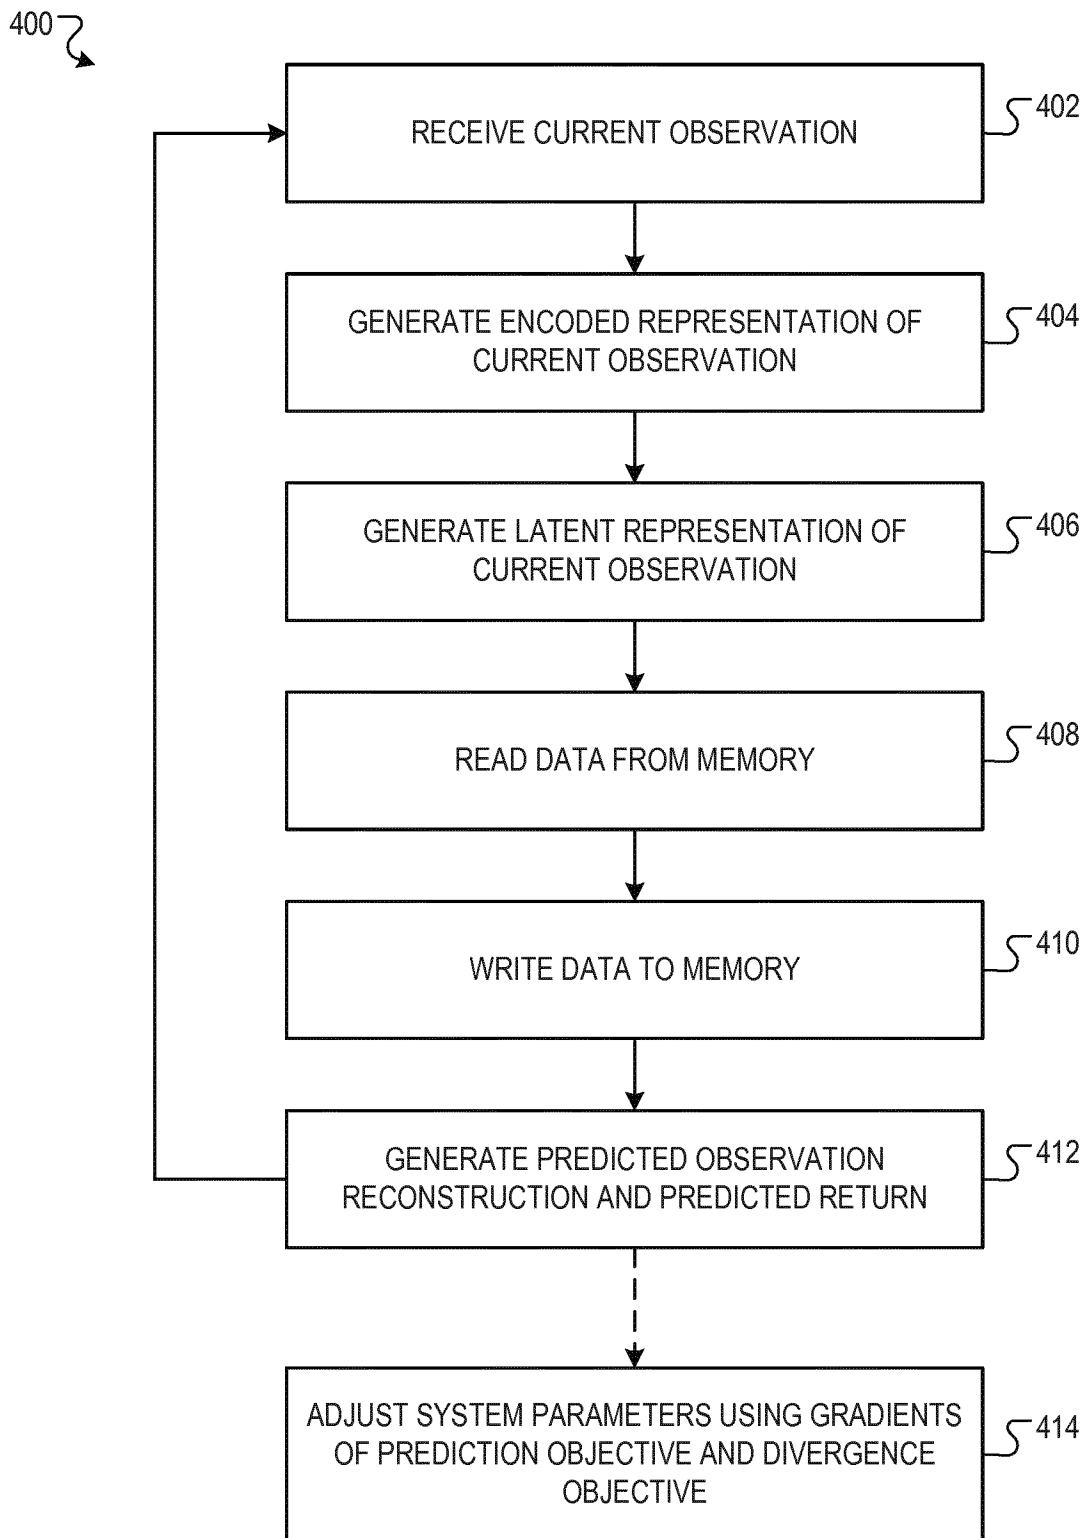 400
RECEIVE CURRENT OBSERVATION
402
GENERATE ENCODED REPRESENTATION OF
CURRENT OBSERVATION
404
GENERATE LATENT REPRESENTATION OF
CURRENT OBSERVATION
406
READ DATA FROM MEMORY
408
WRITE DATA TO MEMORY
410
GENERATE PREDICTED OBSERVATION
RECONSTRUCTION AND PREDICTED RETURN
412
ADJUST SYSTEM PARAMETERS USING GRADIENTS
OF PREDICTION OBJECTIVE AND DIVERGENCE
OBJECTIVE
414